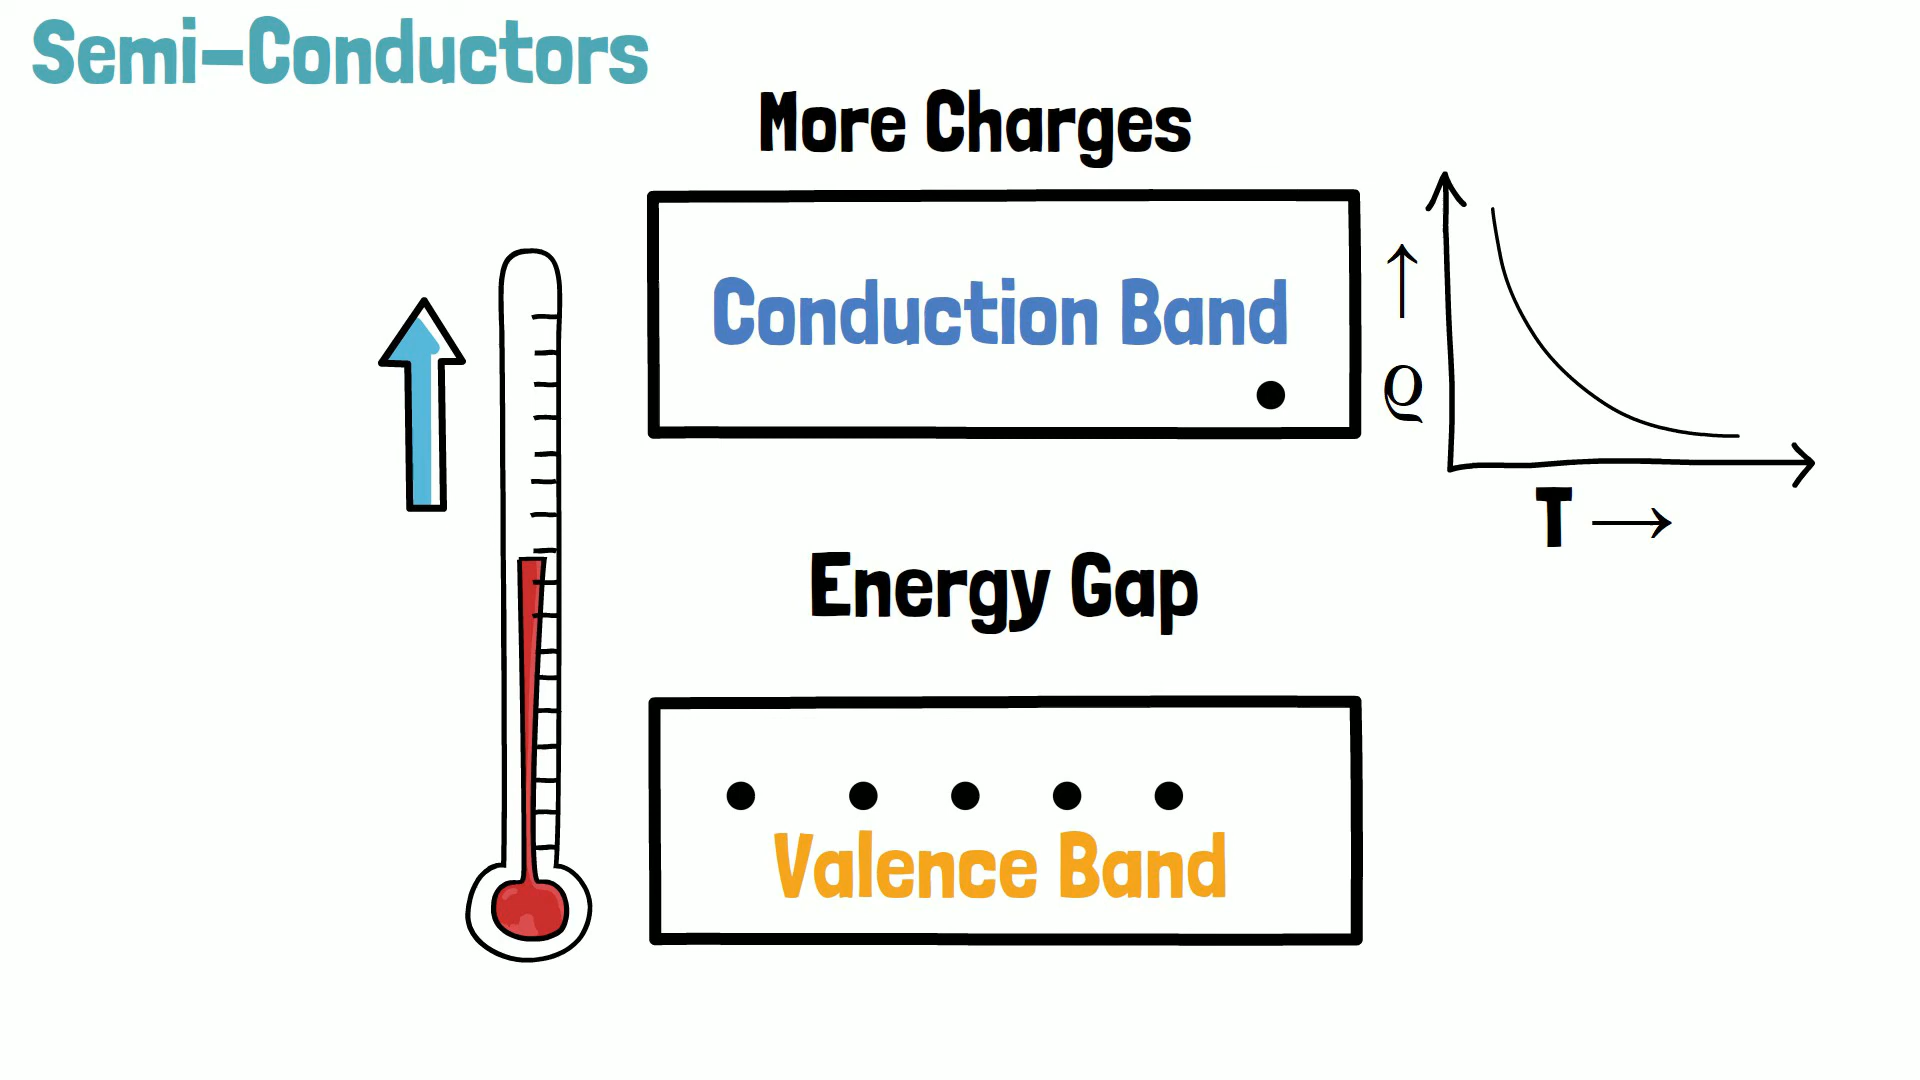 Semi-Conductors
More Charges
Conduction Band
↑
ϱ
T →
Energy Gap
Valence Band